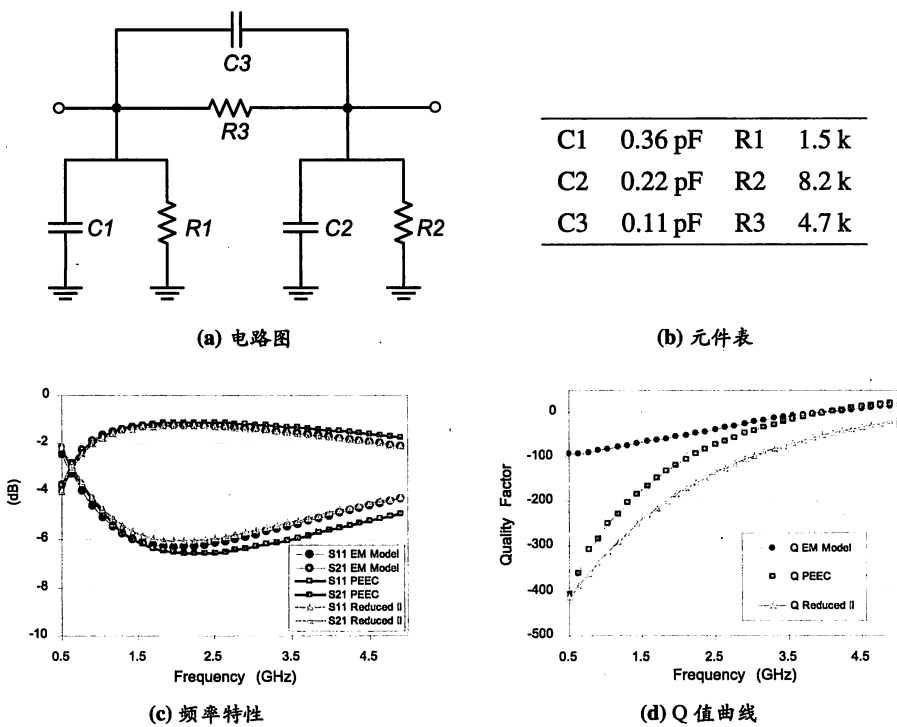 C3
R3
C1
R1
C2
R2
C1 0.36 pF R1 1.5 k
C2 0.22 pF R2 8.2 k
C3 0.11 pF R3 4.7 k
(a) 电路图
(b) 元件表
0
-2
-4
-6
-8
-10
(dB)
S11 EM Model
S21 EM Model
S11 PEEC
S21 PEEC
S11 Reduced II
S21 Reduced II
0.5 1.5 2.5 3.5 4.5
Frequency (GHz)
(c) 频率特性
0
-100
-200
-300
-400
-500
Quality Factor
Q EM Model
Q PEEC
Q Reduced II
0.5 1.5 2.5 3.5 4.5
Frequency (GHz)
(d) Q 值曲线